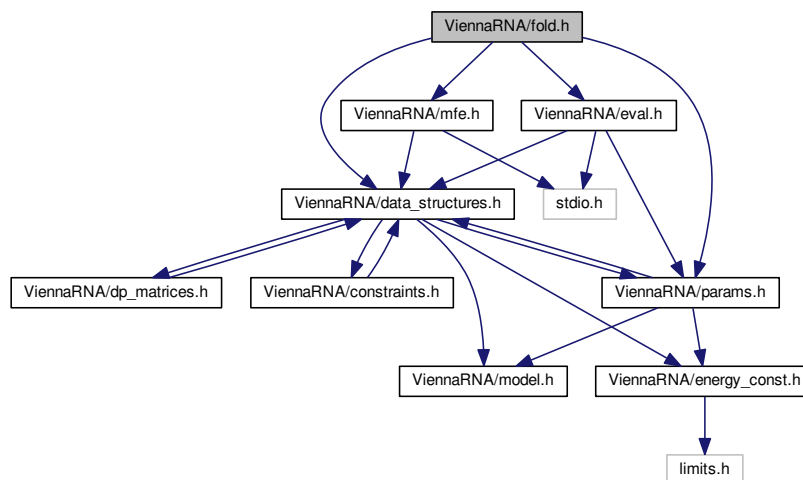 ViennaRNA/fold.h
ViennaRNA/mfe.h
ViennaRNA/eval.h
ViennaRNA/data_structures.h
stdio.h
ViennaRNA/dp_matrices.h
ViennaRNA/constraints.h
ViennaRNA/params.h
ViennaRNA/model.h
ViennaRNA/energy_const.h
limits.h